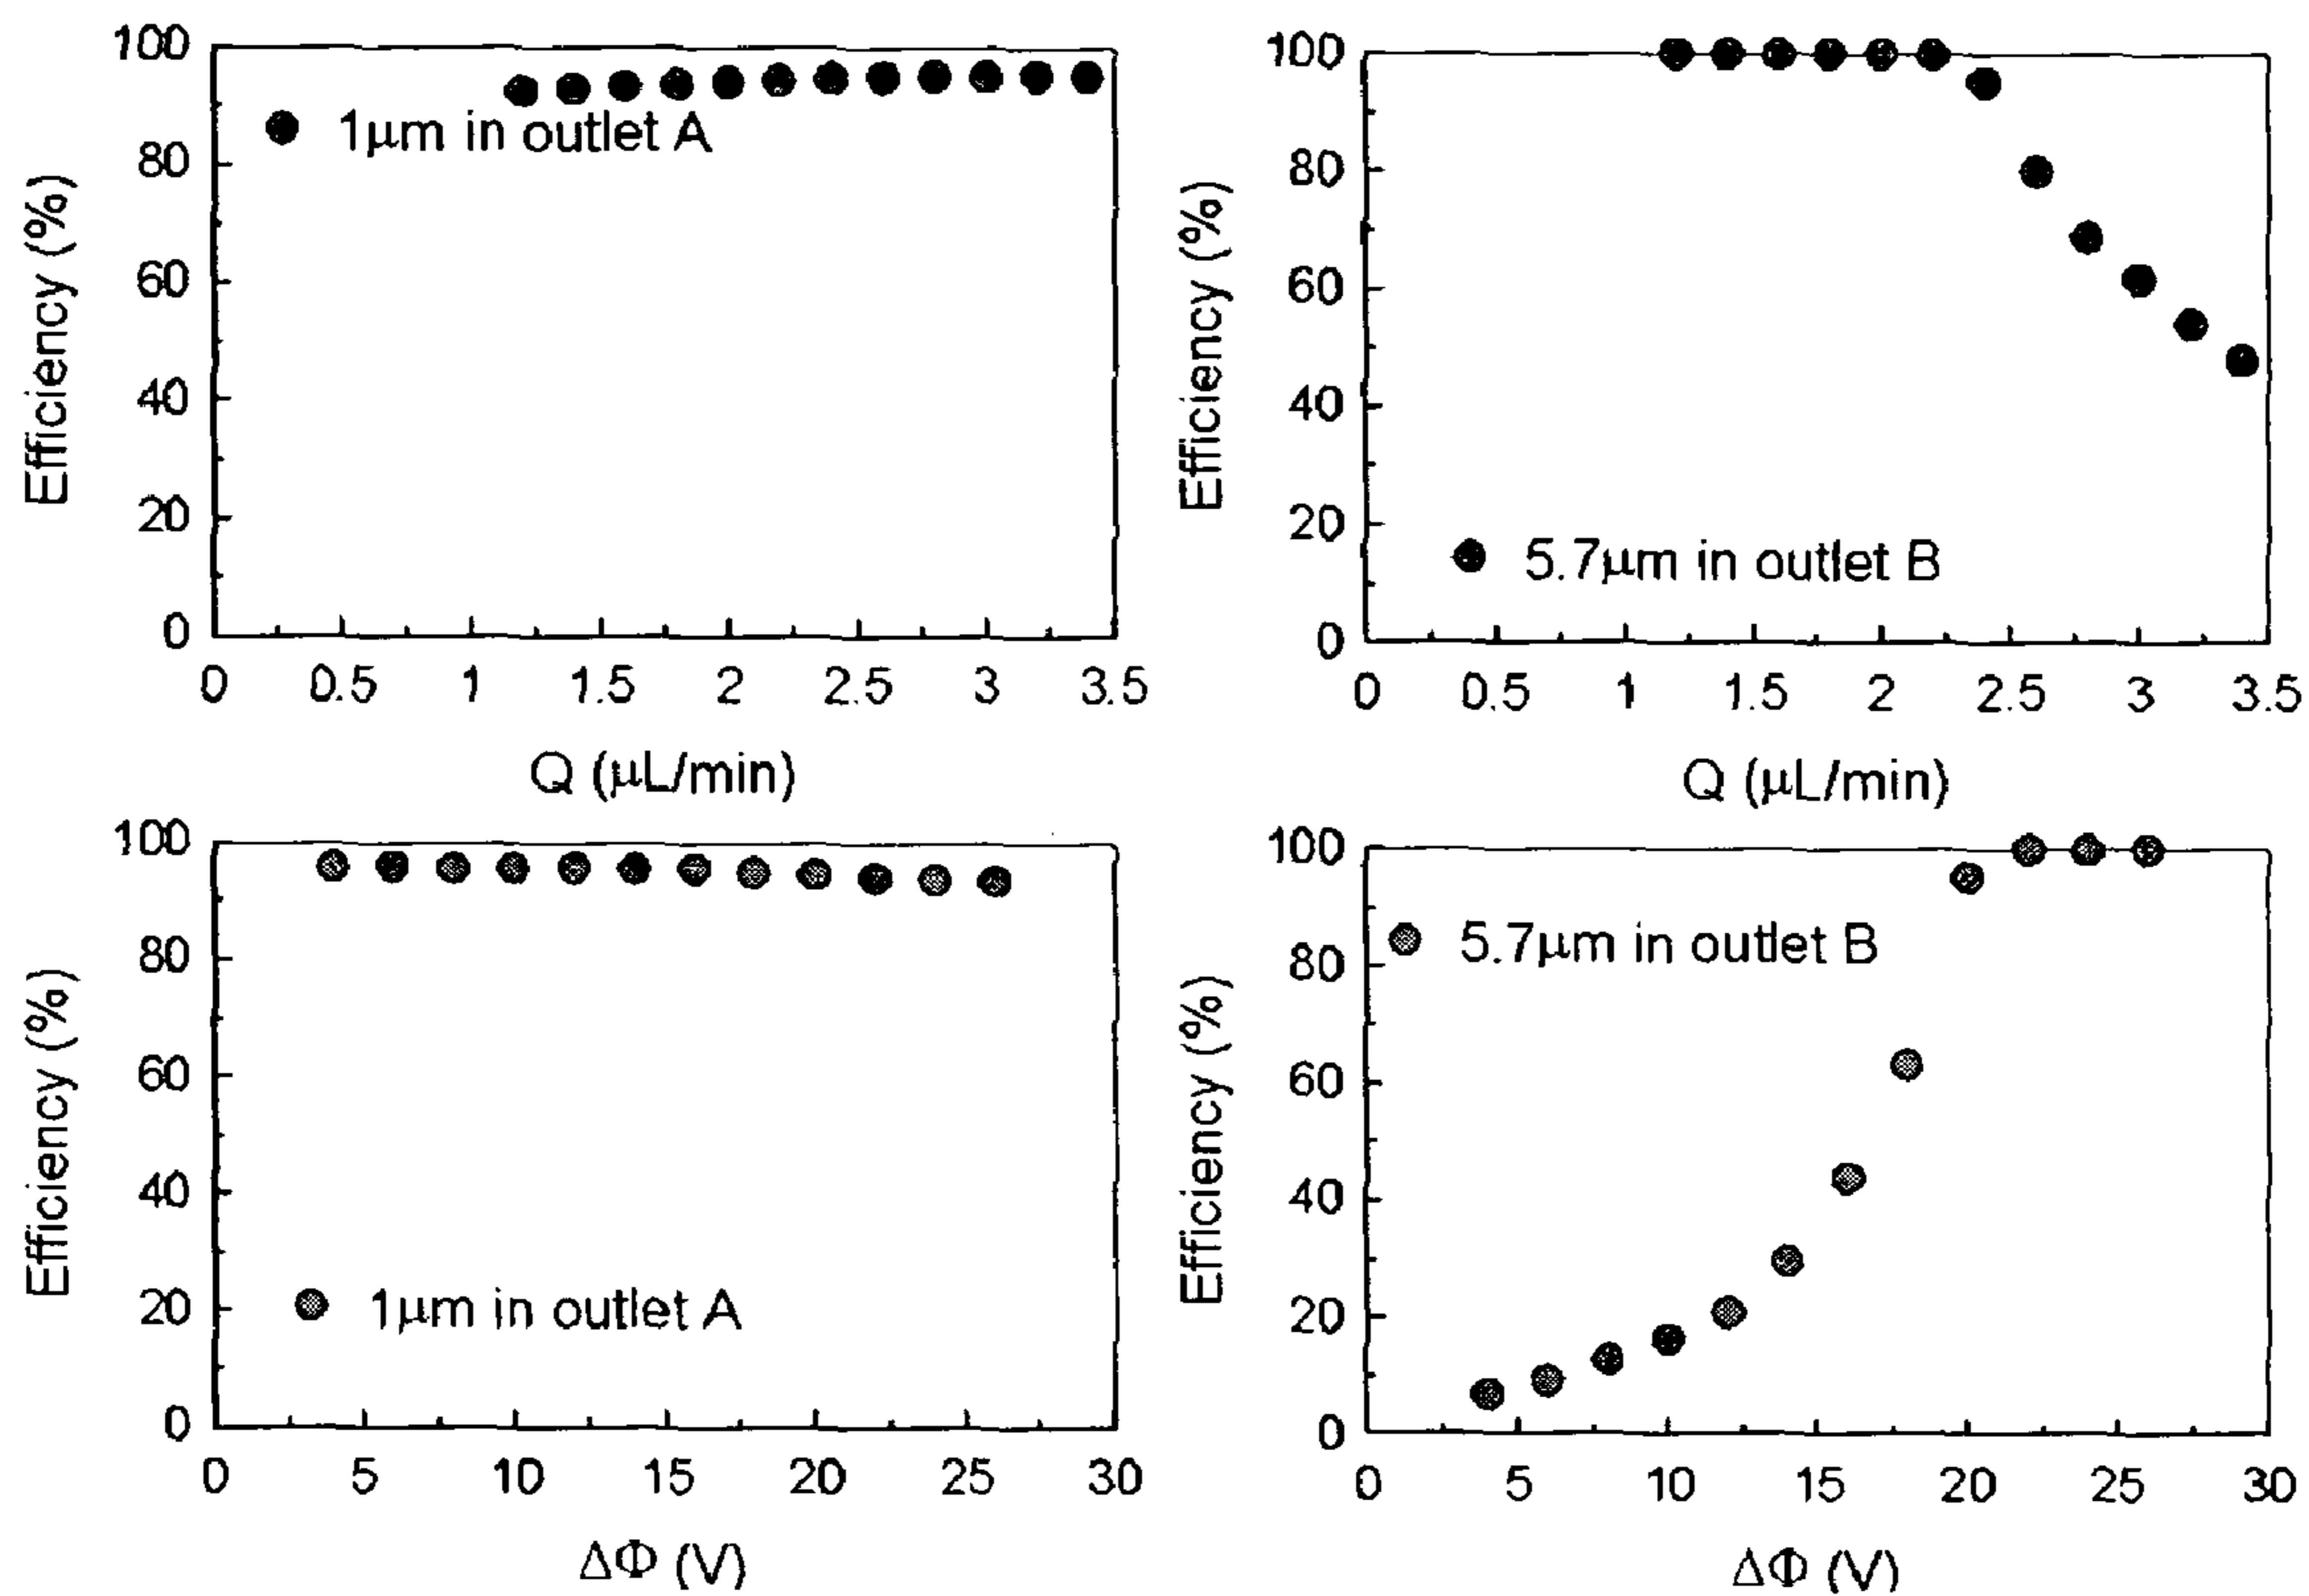 100
80
60
40
20
0
Efficiency (%)
1μm in outlet A
0 0.5 1 1.5 2 2.5 3 3.5
Q (μL/min)
100
80
60
40
20
0
Efficiency (%)
5.7μm in outlet B
0 0.5 1 1.5 2 2.5 3 3.5
Q (μL/min)
100
80
60
40
20
0
Efficiency (%)
1μm in outlet A
0 5 10 15 20 25 30
ΔΦ (V)
100
80
60
40
20
0
Efficiency (%)
5.7μm in outlet B
0 5 10 15 20 25 30
ΔΦ (V)